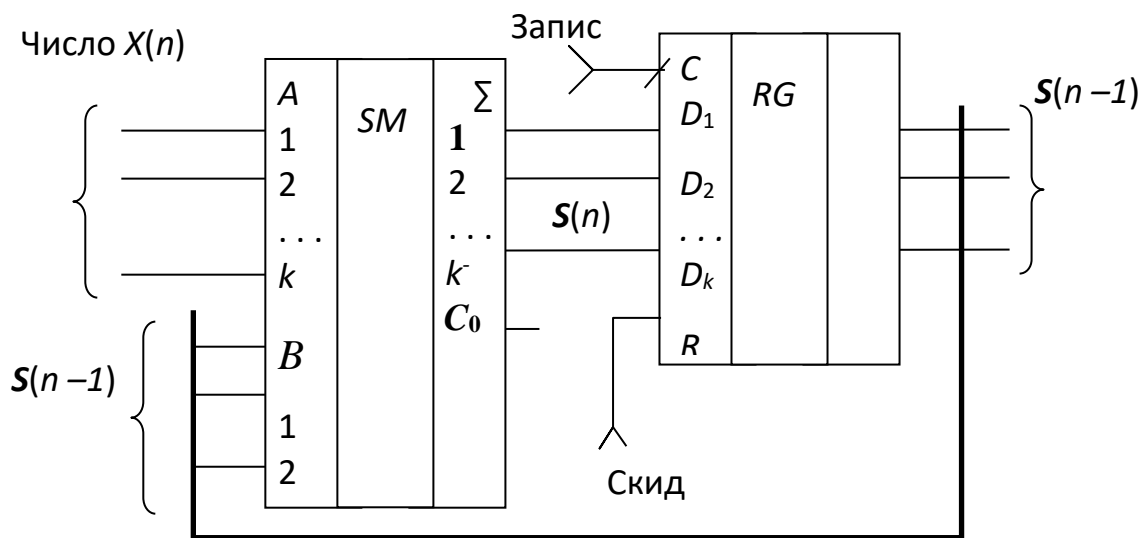 Число X(n)
A
1
2
. . .
k
B
1
2
SM
∑
1
2
. . .
k-
C0
S(n –1)
S(n)
Запис
C
D1
D2
. . .
Dk
R
RG
Скид
S(n –1)